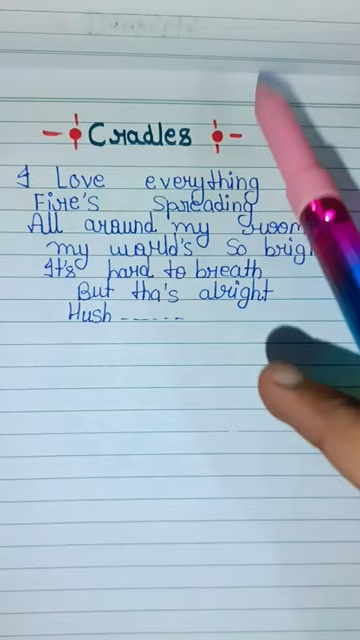 Cradles
I Love everything
Fire's Spreading
All around my room
my world's so brig
It's hard to breath
But tha's alright
Hush ------